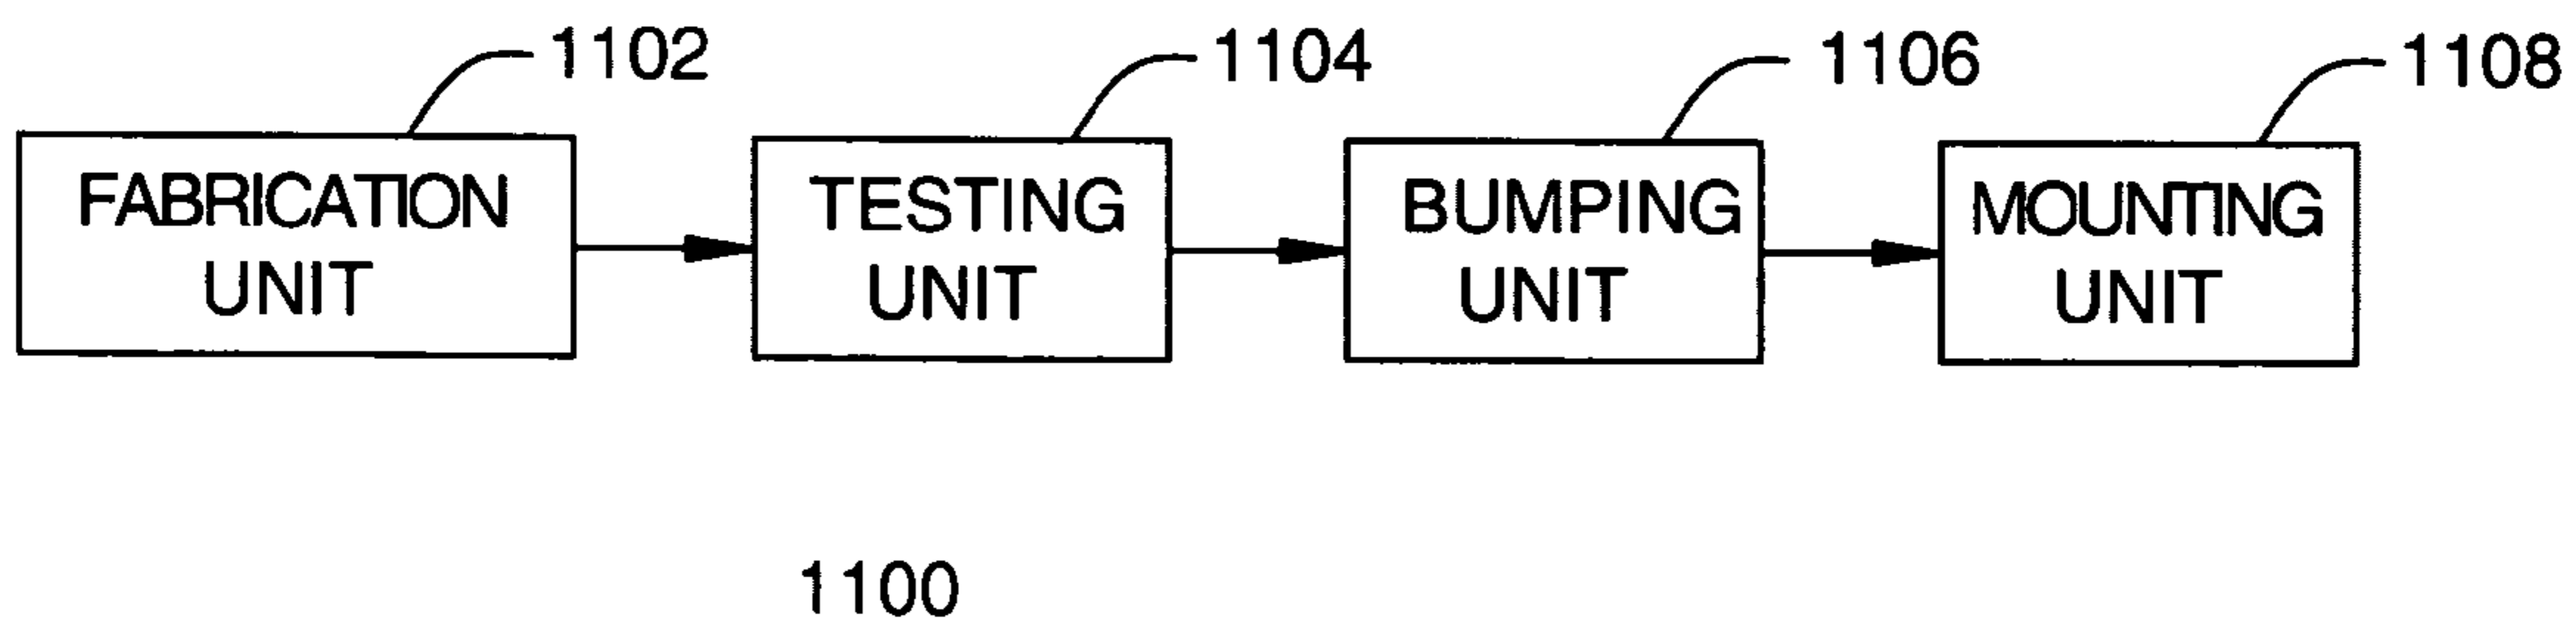 1102
1104
1106
1108
FABRICATION
UNIT
TESTING
UNIT
BUMPING
UNIT
MOUNTING
UNIT
1100